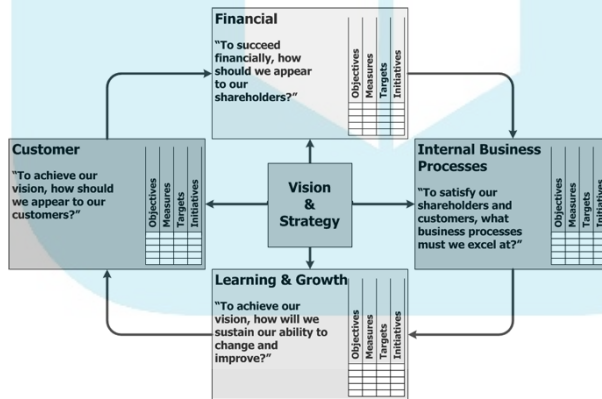 Financial
"To succeed
financially, how
should we appear
to our
shareholders?"
Objectives
Measures
Targets
Initiatives
Customer
"To achieve our
vision, how should
we appear to our
customers?"
Objectives
Measures
Targets
Initiatives
Vision
&
Strategy
Internal Business
Processes
"To satisfy our
shareholders and
customers, what
business processes
must we excel at?"
Objectives
Measures
Targets
Initiatives
Learning & Growth
"To achieve our
vision, how will we
sustain our ability to
change and
improve?"
Objectives
Measures
Targets
Initiatives